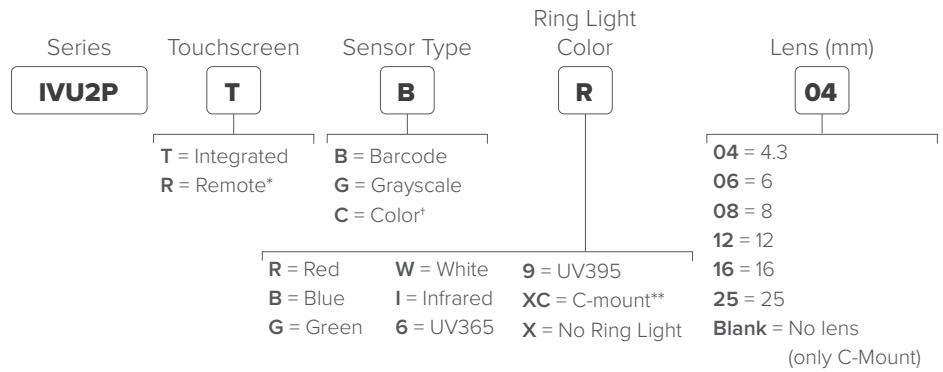 Series Touchscreen Sensor Type Ring Light Color Lens (mm)
IVU2P T B R 04
T = Integrated
R = Remote*
B = Barcode
G = Grayscale
C = Color†
R = Red
B = Blue
G = Green
W = White
I = Infrared
6 = UV365
9 = UV395
XC = C-mount**
X = No Ring Light
04 = 4.3
06 = 6
08 = 8
12 = 12
16 = 16
25 = 25
Blank = No lens
(only C-Mount)